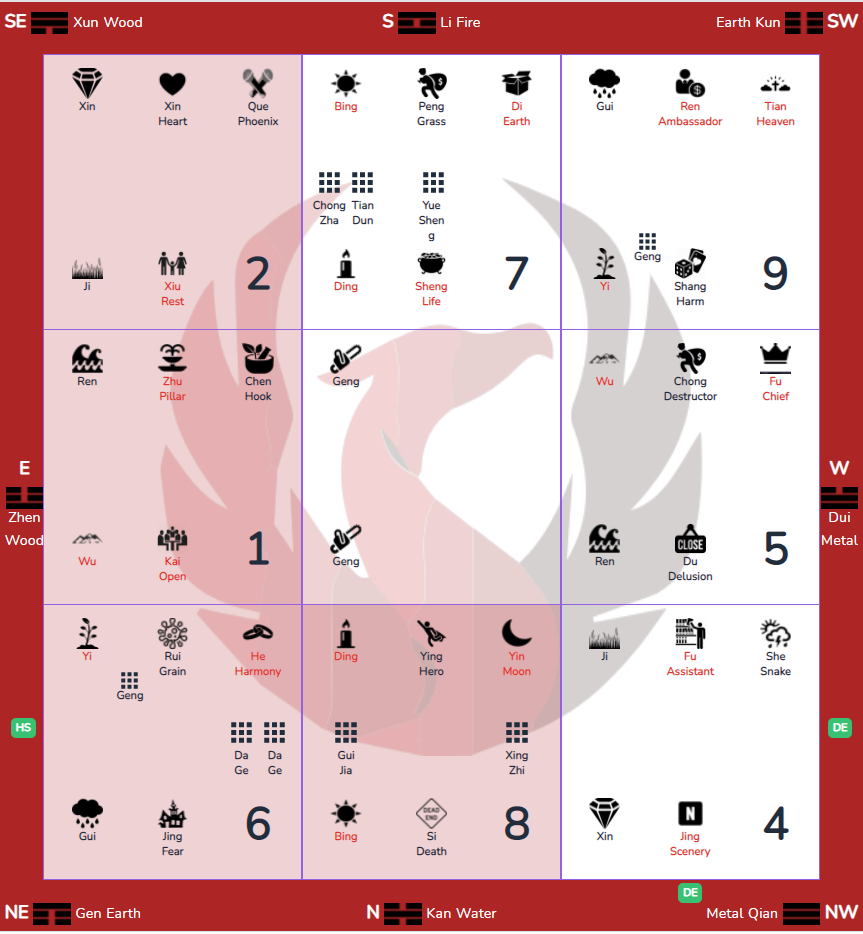 SE Xun Wood
S Li Fire
Earth Kun SW
Xin
Xin
Heart
Que
Phoenix
Ji
Xiu
Rest
2
Bing
Peng
Grass
Di
Earth
Chong
Zha
Tian
Dun
Yue
Shen
g
Ding
Sheng
Life
7
Gui
Ren
Ambassador
Tian
Heaven
Geng
Yi
Shang
Harm
9
E
Zhen
Wood
Ren
Zhu
Pillar
Chen
Hook
Wu
Kai
Open
1
Geng
Geng
Wu
Chong
Destructor
Fu
Chief
Ren
CLOSE
Du
Delusion
5
W
Dui
Metal
HS
Yi
Rui
Grain
He
Harmony
Geng
Da
Ge
Da
Ge
Gui
Jing
Fear
6
Ding
Ying
Hero
Yin
Moon
Gui
Jia
Xing
Zhi
Bing
DEAD
END
Si
Death
8
Ji
Fu
Assistant
She
Snake
Xin
N
Jing
Scenery
4
DE
DE
NE Gen Earth
N Kan Water
Metal Qian NW